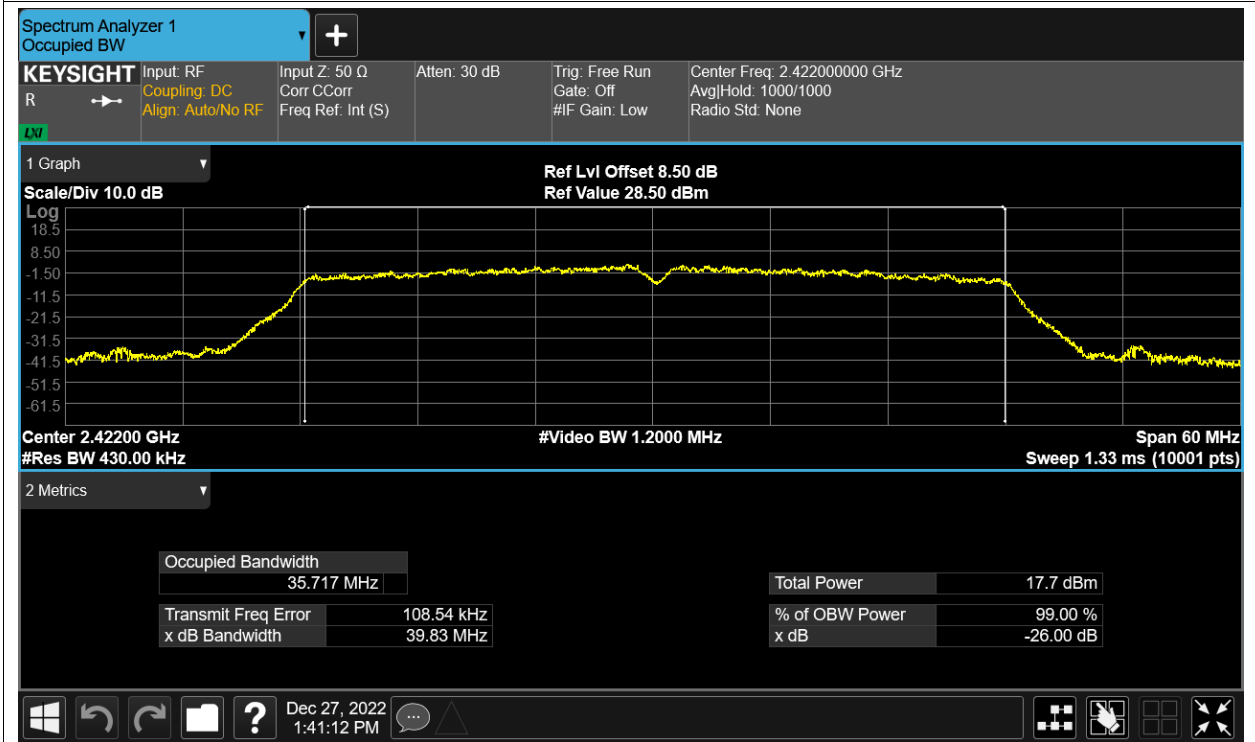 Spectrum Analyzer 1
Occupied BW
+
KEYSIGHT Input: RF Input Z: 50 Ω Atten: 30 dB Trig: Free Run Center Freq: 2.422000000 GHz
R Coupling: DC Corr CCorr Gate: Off Avg|Hold: 1000/1000
Align: Auto/No RF Freq Ref: Int (S) #IF Gain: Low Radio Std: None
LXI
1 Graph
Ref Lvl Offset 8.50 dB
Scale/Div 10.0 dB Ref Value 28.50 dBm
Log
18.5
8.50
-1.50
-11.5
-21.5
-31.5
-41.5
-51.5
-61.5
Center 2.42200 GHz #Video BW 1.2000 MHz Span 60 MHz
#Res BW 430.00 kHz Sweep 1.33 ms (10001 pts)
2 Metrics
Occupied Bandwidth
35.717 MHz Total Power 17.7 dBm
Transmit Freq Error 108.54 kHz % of OBW Power 99.00 %
x dB Bandwidth 39.83 MHz x dB -26.00 dB
? Dec 27, 2022
1:41:12 PM